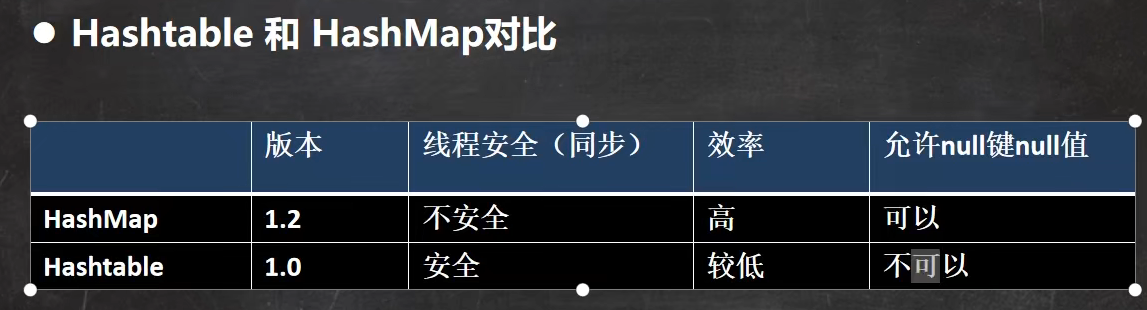 ● Hashtable 和 HashMap对比
版本 线程安全（同步） 效率 允许null键null值
HashMap 1.2 不安全 高 可以
Hashtable 1.0 安全 较低 不可以